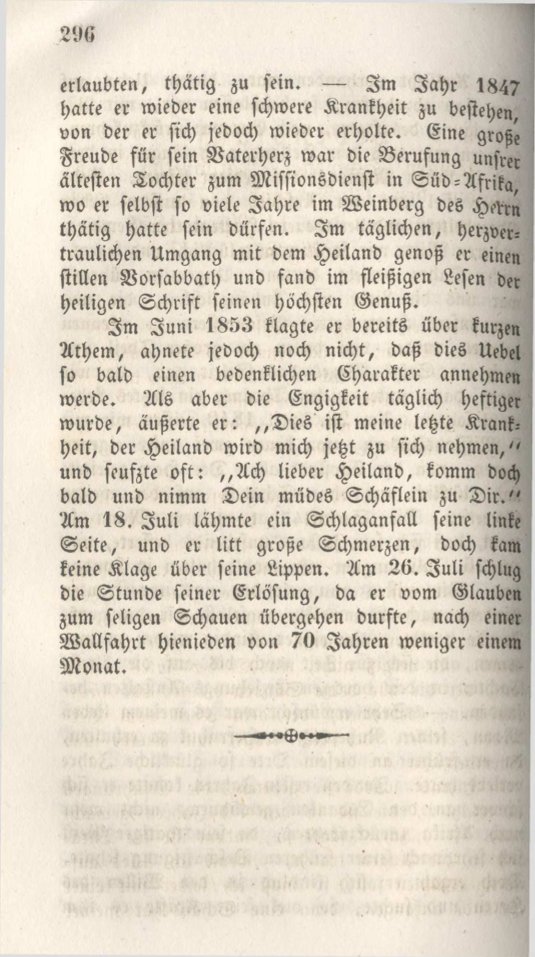 296
erlaubten, thätig zu sein. — Im Jahr 1847
hatte er wieder eine schwere Krankheit zu bestehen,
von der er sich jedoch wieder erholte. Eine große
Freude für sein Vaterherz war die Berufung unsrer
ältesten Tochter zum Missionsdienst in Süd-Afrika,
wo er selbst so viele Jahre im Weinberg des Herrn
thätig hatte sein dürfen. Im täglichen, herzver-
traulichen Umgang mit dem Heiland genoß er einen
stillen Vorsabbath und fand im fleißigen Lesen der
heiligen Schrift seinen höchsten Genuß.
Im Juni 1853 klagte er bereits über kurzen
Athem, ahnete jedoch noch nicht, daß dies Uebel
so bald einen bedenklichen Charakter annehmen
werde. Als aber die Engigkeit täglich heftiger
wurde, äußerte er: „Dies ist meine letzte Krank-
heit, der Heiland wird mich jetzt zu sich nehmen,“
und seufzte oft: „Ach lieber Heiland, komm doch
bald und nimm Dein müdes Schäflein zu Dir.“
Am 18. Juli lähmte ein Schlaganfall seine linke
Seite, und er litt große Schmerzen, doch kam
keine Klage über seine Lippen. Am 26. Juli schlug
die Stunde seiner Erlösung, da er vom Glauben
zum seligen Schauen übergehen durfte, nach einer
Wallfahrt hienieden von 70 Jahren weniger einem
Monat.